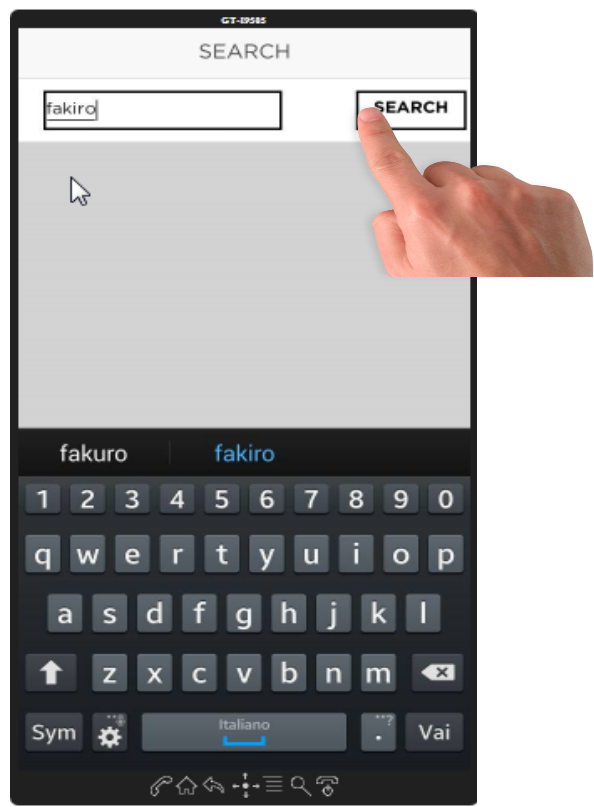 GT-I9505
SEARCH
fakiro
SEARCH
fakuro fakiro
1 2 3 4 5 6 7 8 9 0
q w e r t y u i o p
a s d f g h j k l
z x c v b n m
Sym Italiano . Vai